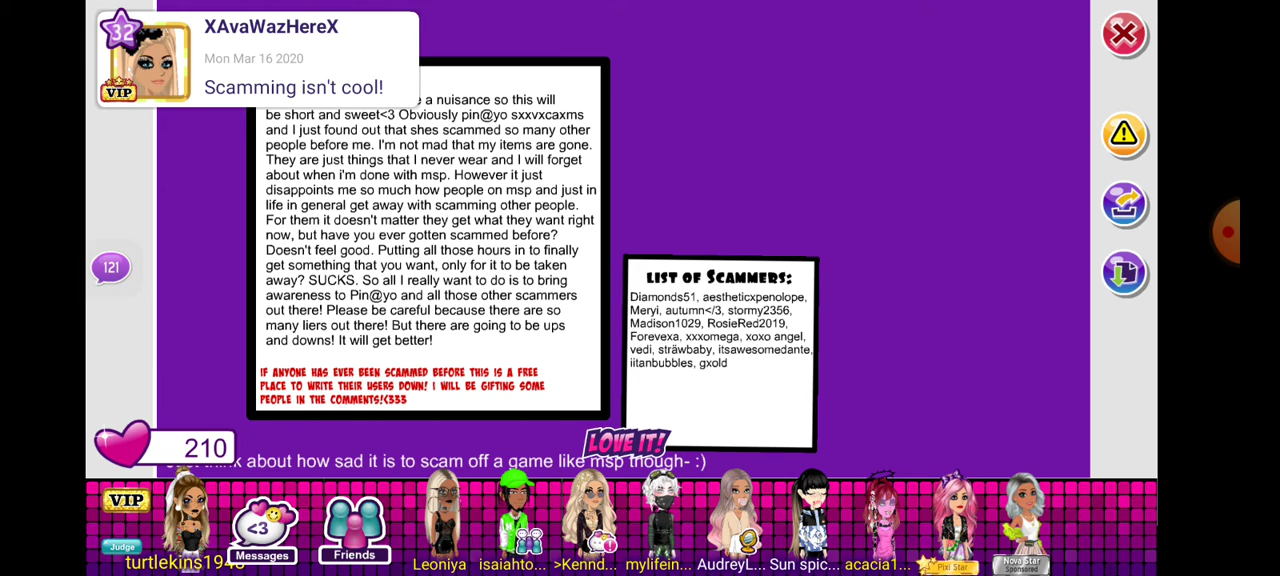 32
XAvaWazHereX
Mon Mar 16 2020
Scamming isn't cool!
VIP
e a nuisance so this will
be short and sweet<3 Obviously pin@yo sxxvxcaxms
and I just found out that shes scammed so many other
people before me. I'm not mad that my items are gone.
They are just things that I never wear and I will forget
about when i'm done with msp. However it just
disappoints me so much how people on msp and just in
life in general get away with scamming other people.
For them it doesn't matter they get what they want right
now, but have you ever gotten scammed before?
Doesn't feel good. Putting all those hours in to finally
get something that you want, only for it to be taken
away? SUCKS. So all I really want to do is to bring
awareness to Pin@yo and all those other scammers
out there! Please be careful because there are so
many liers out there! But there are going to be ups
and downs! It will get better!
IF ANYONE HAS EVER BEEN SCAMMED BEFORE THIS IS A FREE
PLACE TO WRITE THEIR USERS DOWN! I WILL BE GIFTING SOME
PEOPLE IN THE COMMENTS!<333
LIST OF SCAMMERS:
Diamonds51, aestheticxpenolope,
Meryi, autumn</3, stormy2356,
Madison1029, RosieRed2019,
Forevexa, xxxomega, xoxo angel,
vedi, sträwbaby, itsawesomedante,
iitanbubbles, gxold
121
210
LOVE IT!
think about how sad it is to scam off a game like msp though- :)
VIP
Judge
turtlekins1948
<3
Messages
Friends
Leoniya
isaiahto...
>Kennd...
mylifein...
AudreyL...
Sun spic...
acacia1...
Pixi Star
Nova Star
Sponsored